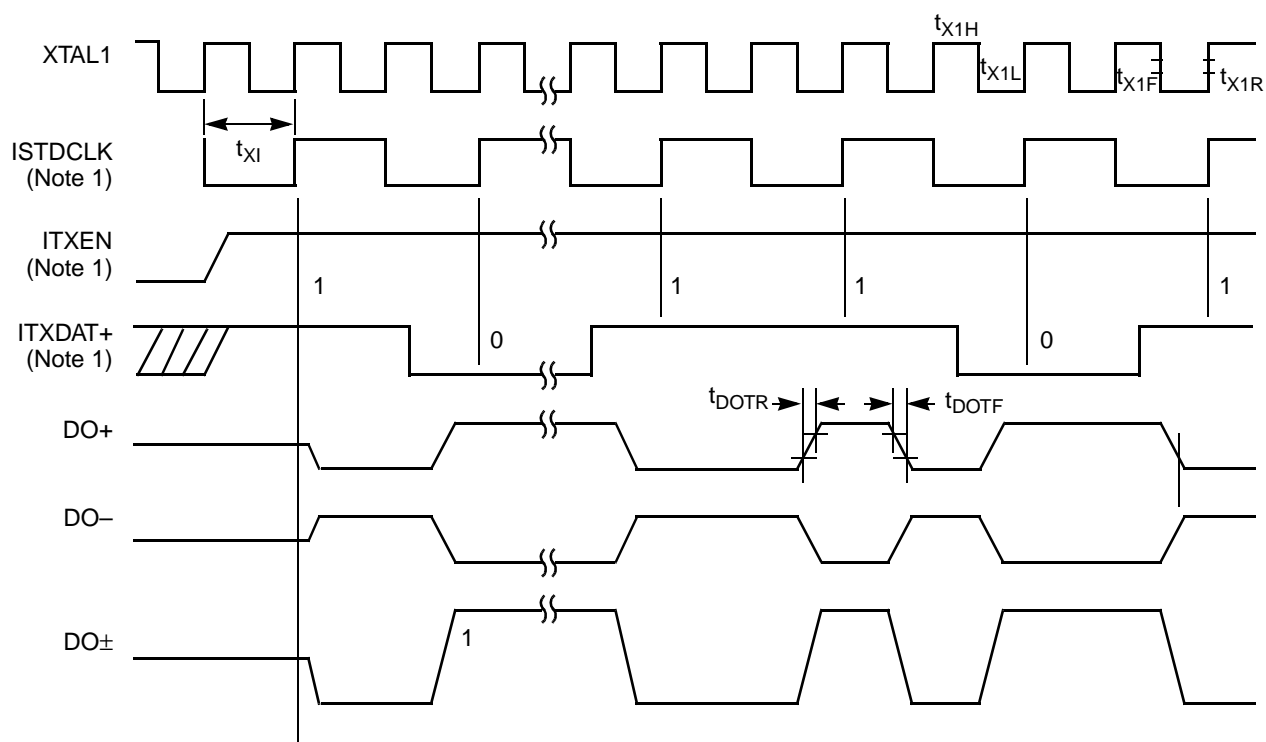 XTAL1
tX1H
tX1L
tX1F
tX1R
tXI
ISTDCLK
(Note 1)
ITXEN
(Note 1)
1
1
1
1
ITXDAT+
(Note 1)
0
0
tDOTR
tDOTF
DO+
DO–
DO±
1